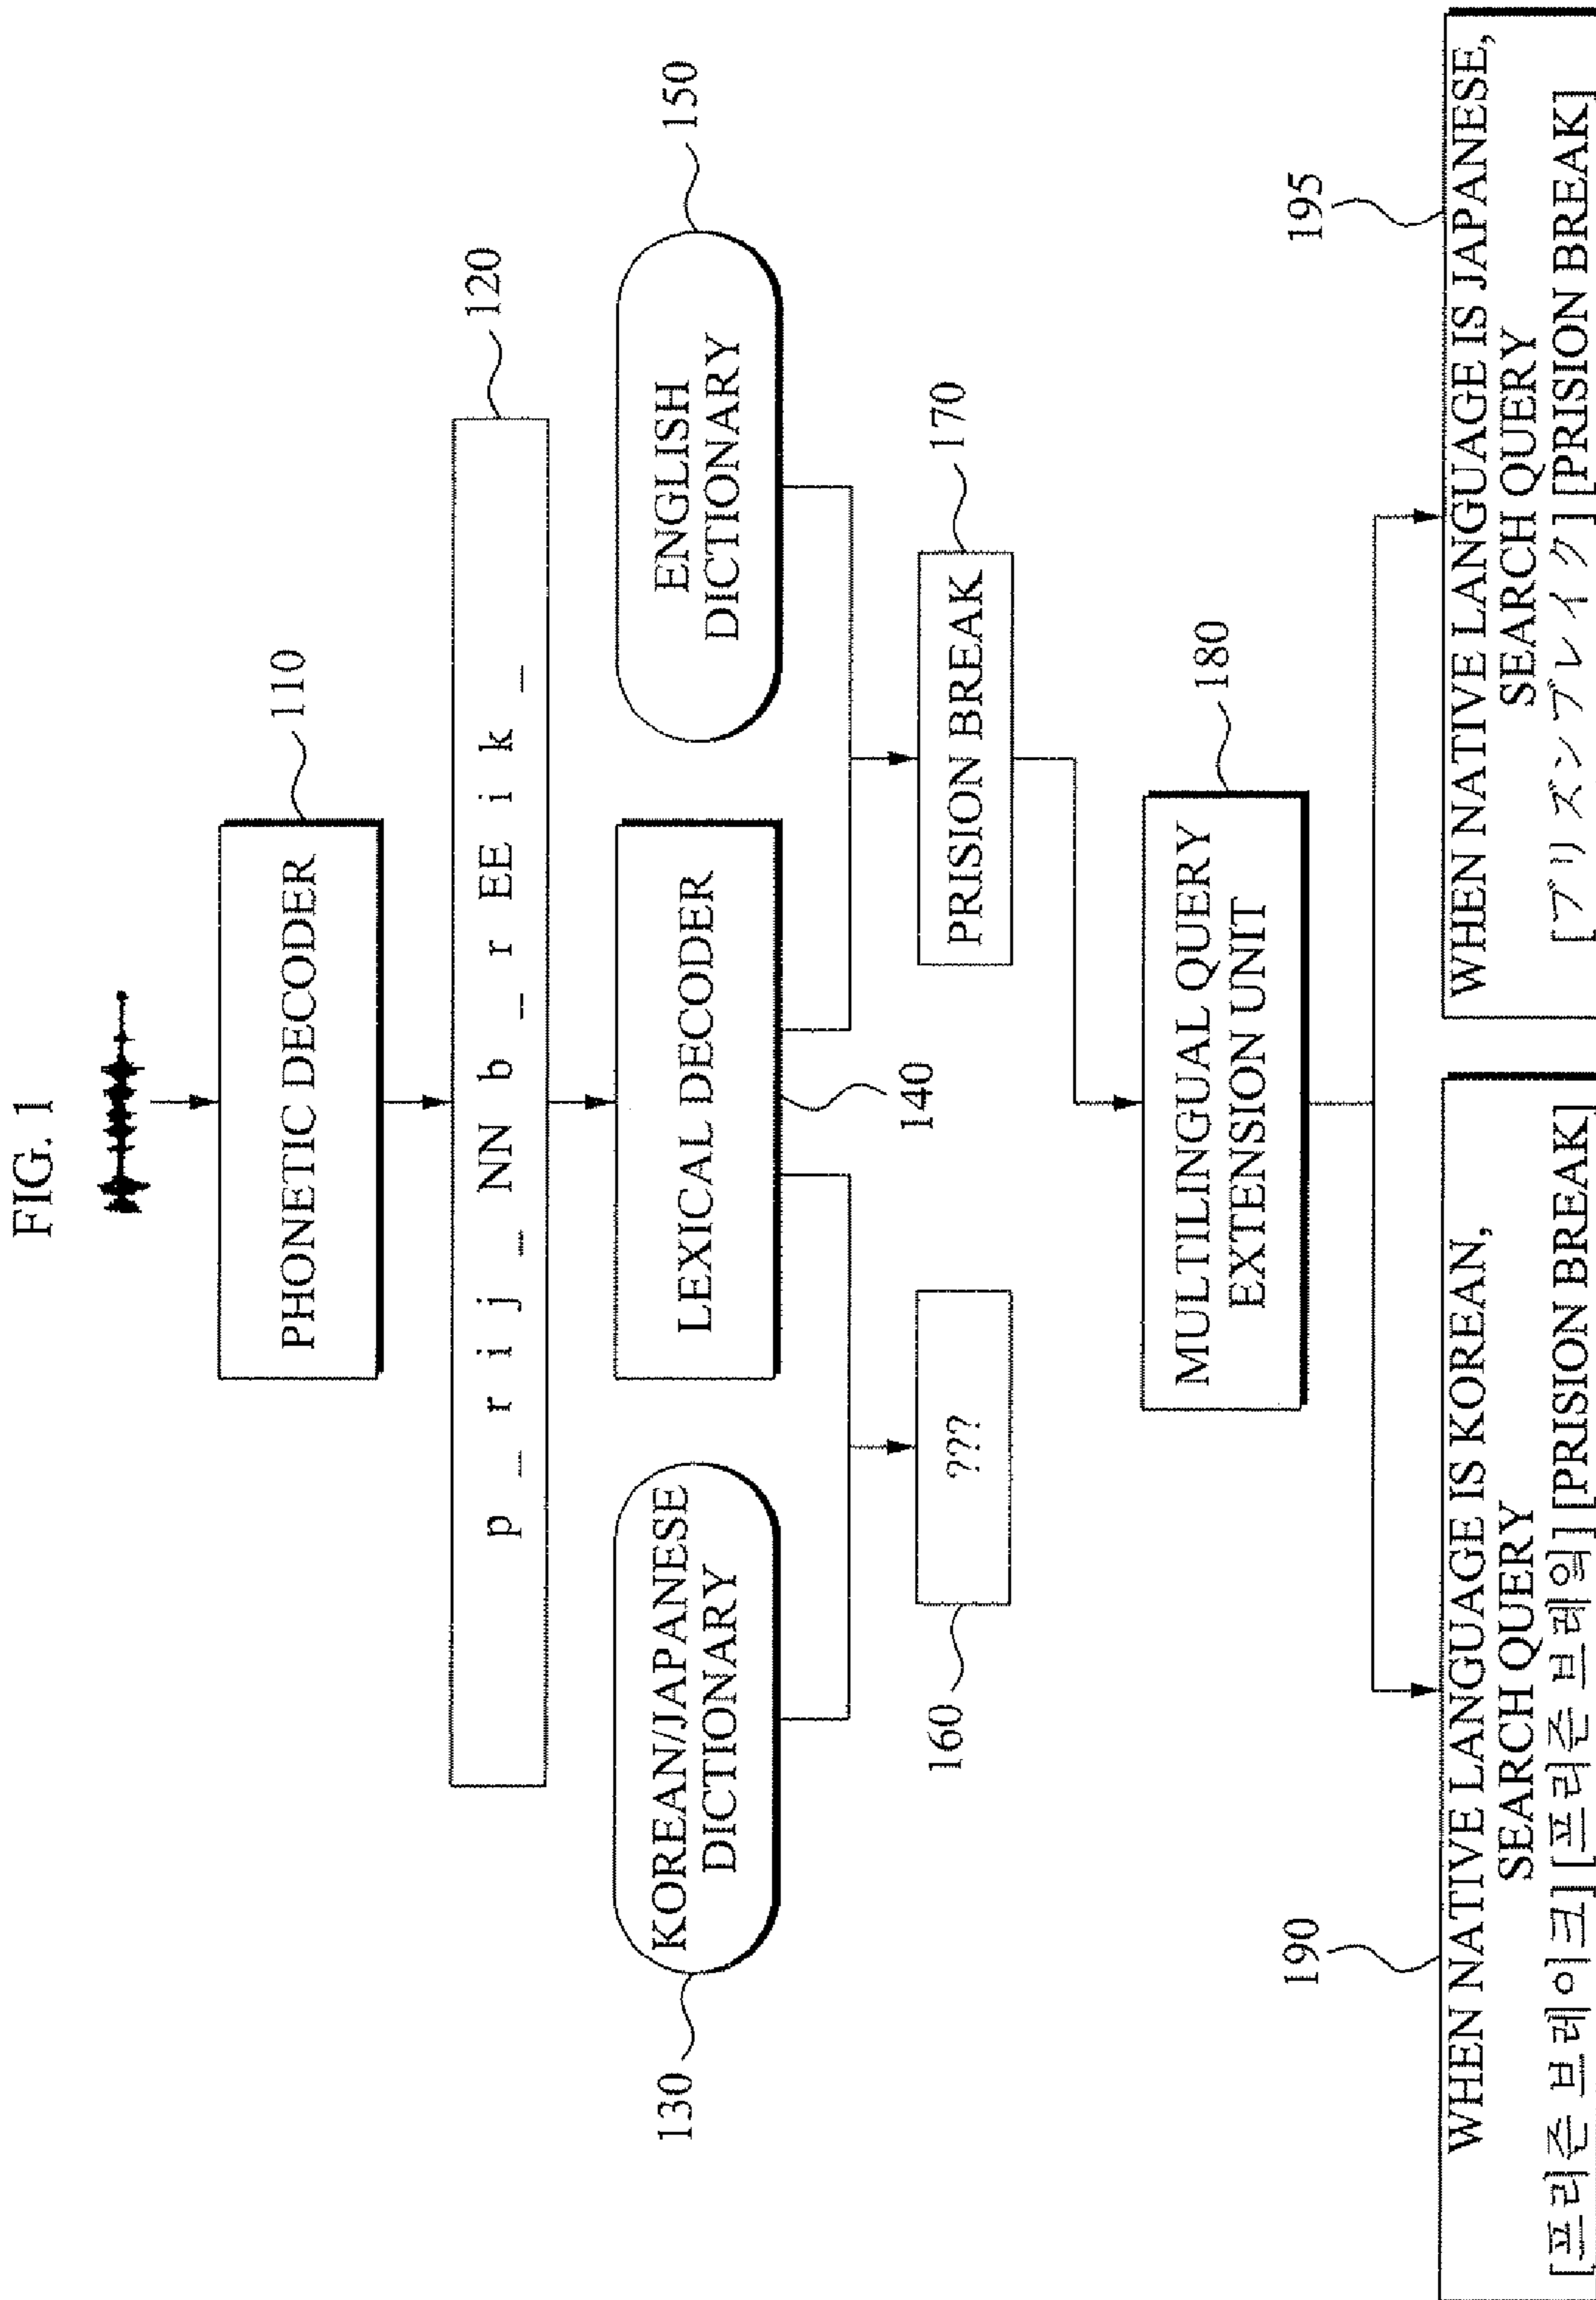 FIG. 1
PHONETIC DECODER
110
p _ r i j _ NN b _ r EE i k _
120
KOREAN/JAPANESE
DICTIONARY
130
LEXICAL DECODER
140
ENGLISH
DICTIONARY
150
???
160
PRISION BREAK
170
MULTILINGUAL QUERY
EXTENSION UNIT
180
190
WHEN NATIVE LANGUAGE IS KOREAN,
SEARCH QUERY
[프리즌 브레이크] [프리즌 브레잌] [PRISION BREAK]
195
WHEN NATIVE LANGUAGE IS JAPANESE,
SEARCH QUERY
[プリズンブレイク] [PRISION BREAK]